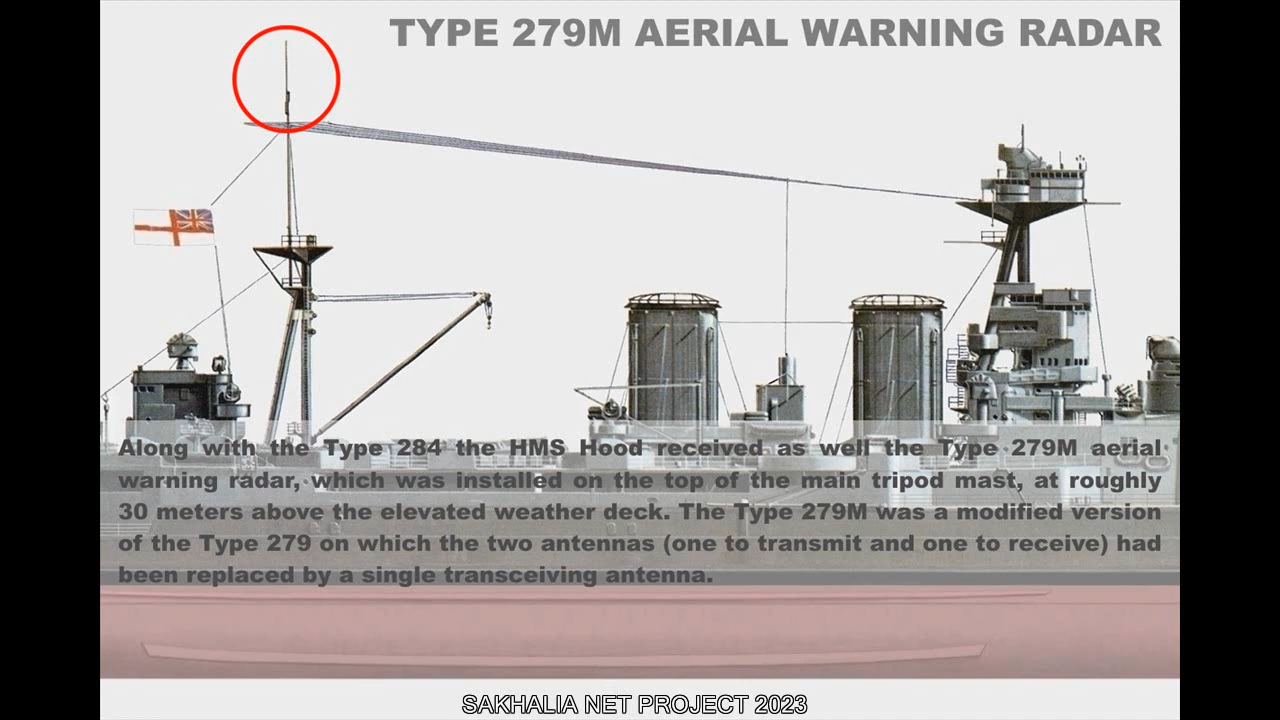 TYPE 279M AERIAL WARNING RADAR
Along with the Type 284 the HMS Hood received as well the Type 279M aerial
warning radar, which was installed on the top of the main tripod mast, at roughly
30 meters above the elevated weather deck. The Type 279M was a modified version
of the Type 279 on which the two antennas (one to transmit and one to receive) had
been replaced by a single transceiving antenna.
SAKHALIA NET PROJECT 2023